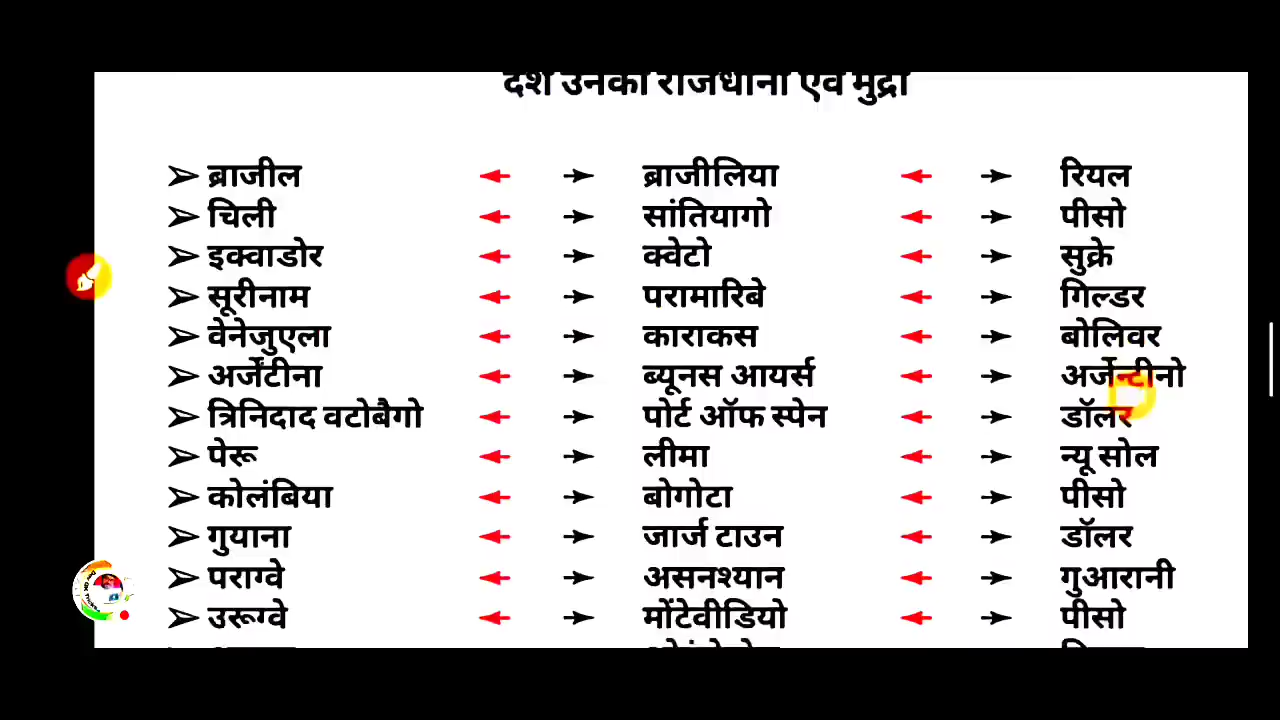 देश उनकी राजधानी एवं मुद्रा
➢ ब्राजील ब्राजीलिया रियल
➢ चिली सांतियागो पीसो
➢ इक्वाडोर क्वेटो सुक्रे
➢ सूरीनाम परामारिबे गिल्डर
➢ वेनेजुएला काराकस बोलिवर
➢ अर्जेंटीना ब्यूनस आयर्स अर्जेन्टीनो
➢ त्रिनिदाद वटोबैगो पोर्ट ऑफ स्पेन डॉलर
➢ पेरू लीमा न्यू सोल
➢ कोलंबिया बोगोटा पीसो
➢ गुयाना जार्ज टाउन डॉलर
➢ पराग्वे असनश्यान गुआरानी
➢ उरूग्वे मोंटेवीडियो पीसो